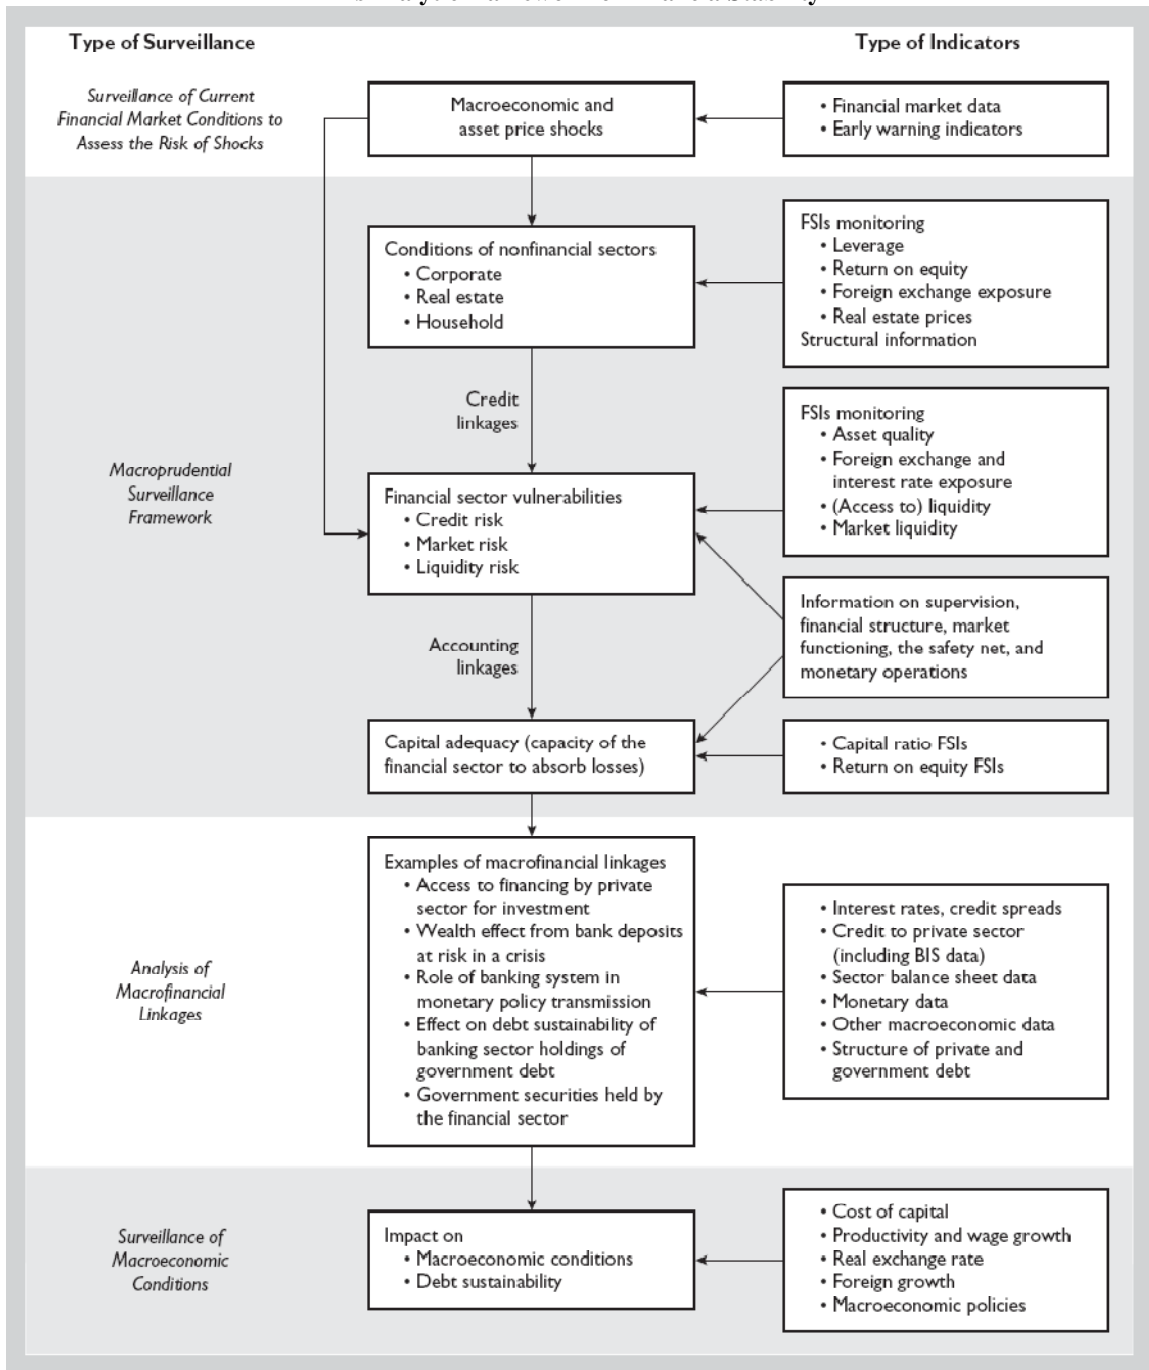 Type of Surveillance
Type of Indicators
Surveillance of Current
Financial Market Conditions to
Assess the Risk of Shocks
Macroeconomic and
asset price shocks
• Financial market data
• Early warning indicators
Conditions of nonfinancial sectors
• Corporate
• Real estate
• Household
FSIs monitoring
• Leverage
• Return on equity
• Foreign exchange exposure
• Real estate prices
Structural information
Credit
linkages
Macroprudential
Surveillance
Framework
Financial sector vulnerabilities
• Credit risk
• Market risk
• Liquidity risk
FSIs monitoring
• Asset quality
• Foreign exchange and
interest rate exposure
• (Access to) liquidity
• Market liquidity
Information on supervision,
financial structure, market
functioning, the safety net, and
monetary operations
Accounting
linkages
Capital adequacy (capacity of the
financial sector to absorb losses)
• Capital ratio FSIs
• Return on equity FSIs
Analysis of
Macrofinancial
Linkages
Examples of macrofinancial linkages
• Access to financing by private
sector for investment
• Wealth effect from bank deposits
at risk in a crisis
• Role of banking system in
monetary policy transmission
• Effect on debt sustainability of
banking sector holdings of
government debt
• Government securities held by
the financial sector
• Interest rates, credit spreads
• Credit to private sector
(including BIS data)
• Sector balance sheet data
• Monetary data
• Other macroeconomic data
• Structure of private and
government debt
Surveillance of
Macroeconomic
Conditions
Impact on
• Macroeconomic conditions
• Debt sustainability
• Cost of capital
• Productivity and wage growth
• Real exchange rate
• Foreign growth
• Macroeconomic policies